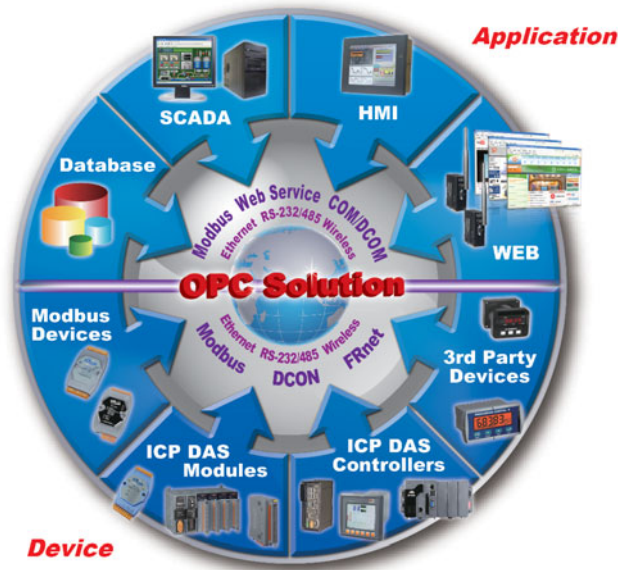 Application
SCADA
HMI
Database
WEB
Modbus Web Service COM/DCOM
Ethernet RS-232/485 Wireless
OPC Solution
Ethernet RS-232/485 Wireless
Modbus DCON FRnet
Modbus
Devices
3rd Party
Devices
ICP DAS
Modules
ICP DAS
Controllers
Device